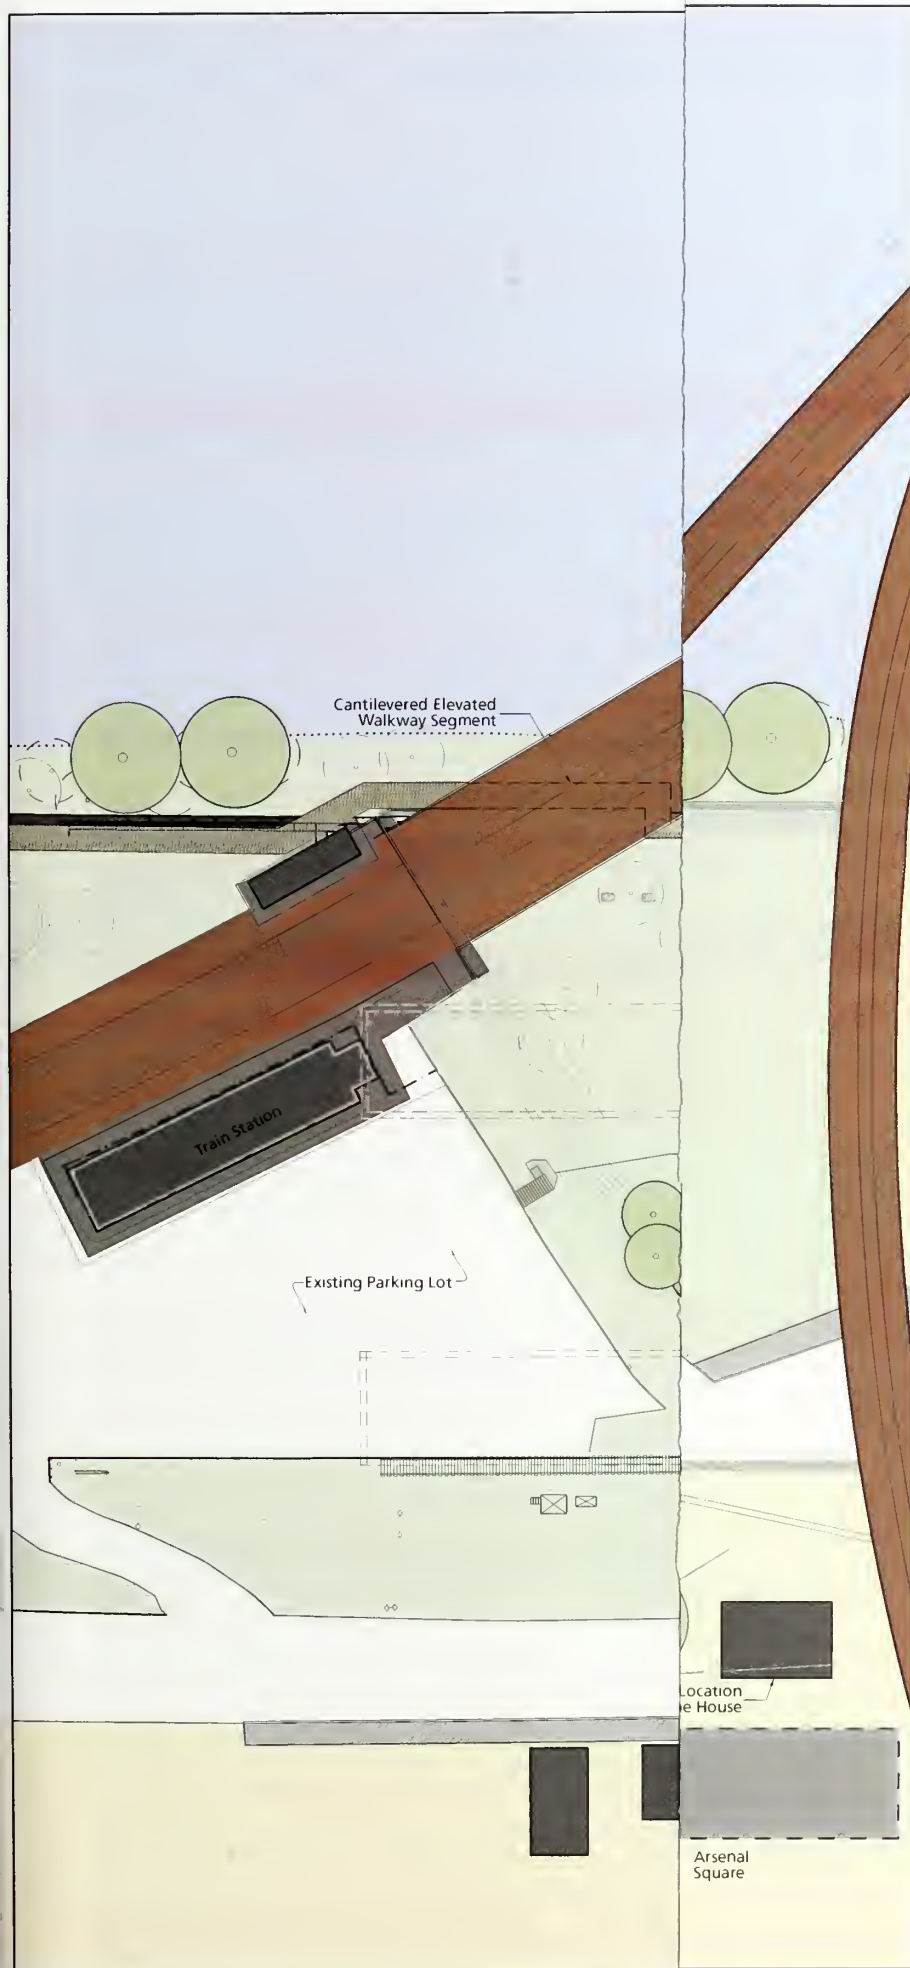 Cantilevered Elevated
Walkway Segment
Train Station
Existing Parking Lot
Location
House
Arsenal
Square